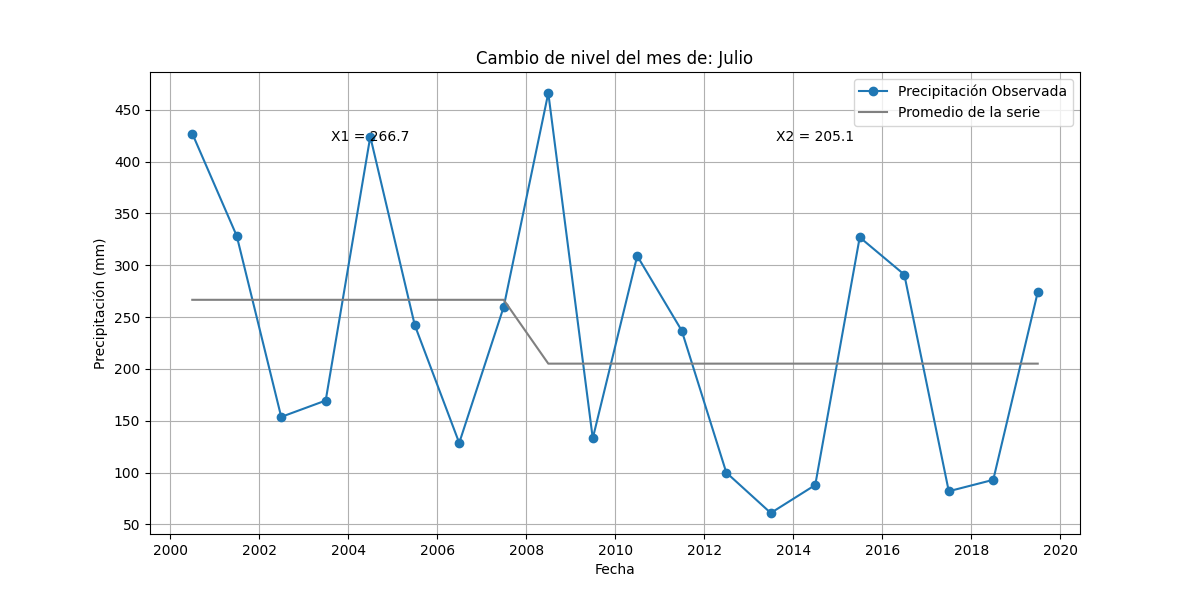 Cambio de nivel del mes de: Julio
Precipitación Observada
Promedio de la serie
X1 = 266.7
X2 = 205.1
450
400
350
300
250
200
150
100
50
Precipitación (mm)
2000 2002 2004 2006 2008 2010 2012 2014 2016 2018 2020
Fecha